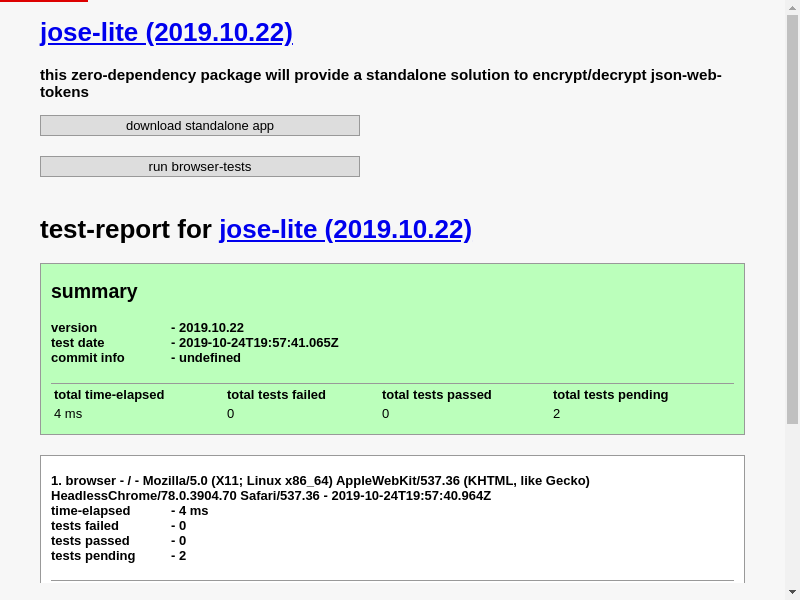 jose-lite (2019.10.22)
this zero-dependency package will provide a standalone solution to encrypt/decrypt json-web-
tokens
download standalone app
run browser-tests
test-report for jose-lite (2019.10.22)
summary
version - 2019.10.22
test date - 2019-10-24T19:57:41.065Z
commit info - undefined
total time-elapsed total tests failed total tests passed total tests pending
4 ms 0 0 2
1. browser - / - Mozilla/5.0 (X11; Linux x86_64) AppleWebKit/537.36 (KHTML, like Gecko)
HeadlessChrome/78.0.3904.70 Safari/537.36 - 2019-10-24T19:57:40.964Z
time-elapsed - 4 ms
tests failed - 0
tests passed - 0
tests pending - 2